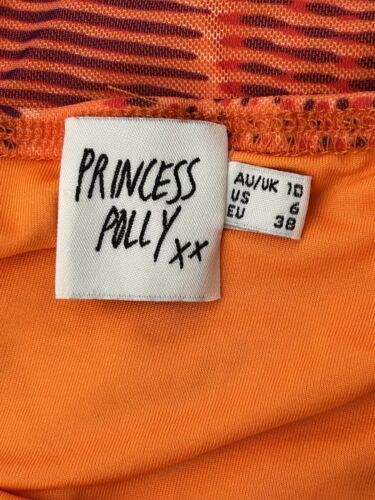 PRINCESS
POLLY
xx
AU/UK 10
US 6
EU 38